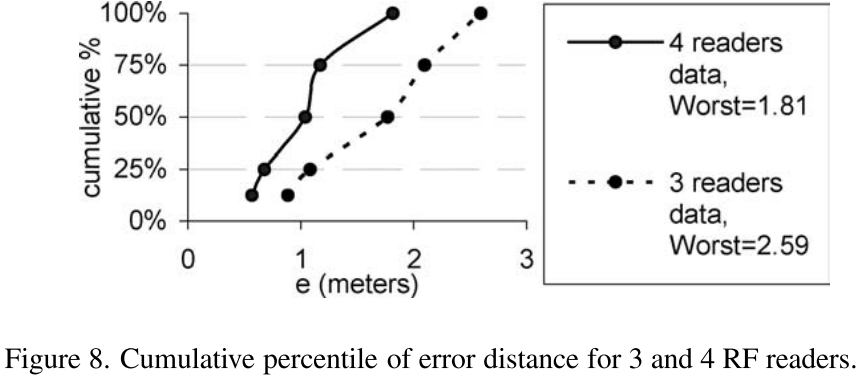 100%
75%
50%
25%
0%
cumulative %
0 1 2 3
e (meters)
4 readers
data,
Worst=1.81
3 readers
data,
Worst=2.59
Figure 8. Cumulative percentile of error distance for 3 and 4 RF readers.